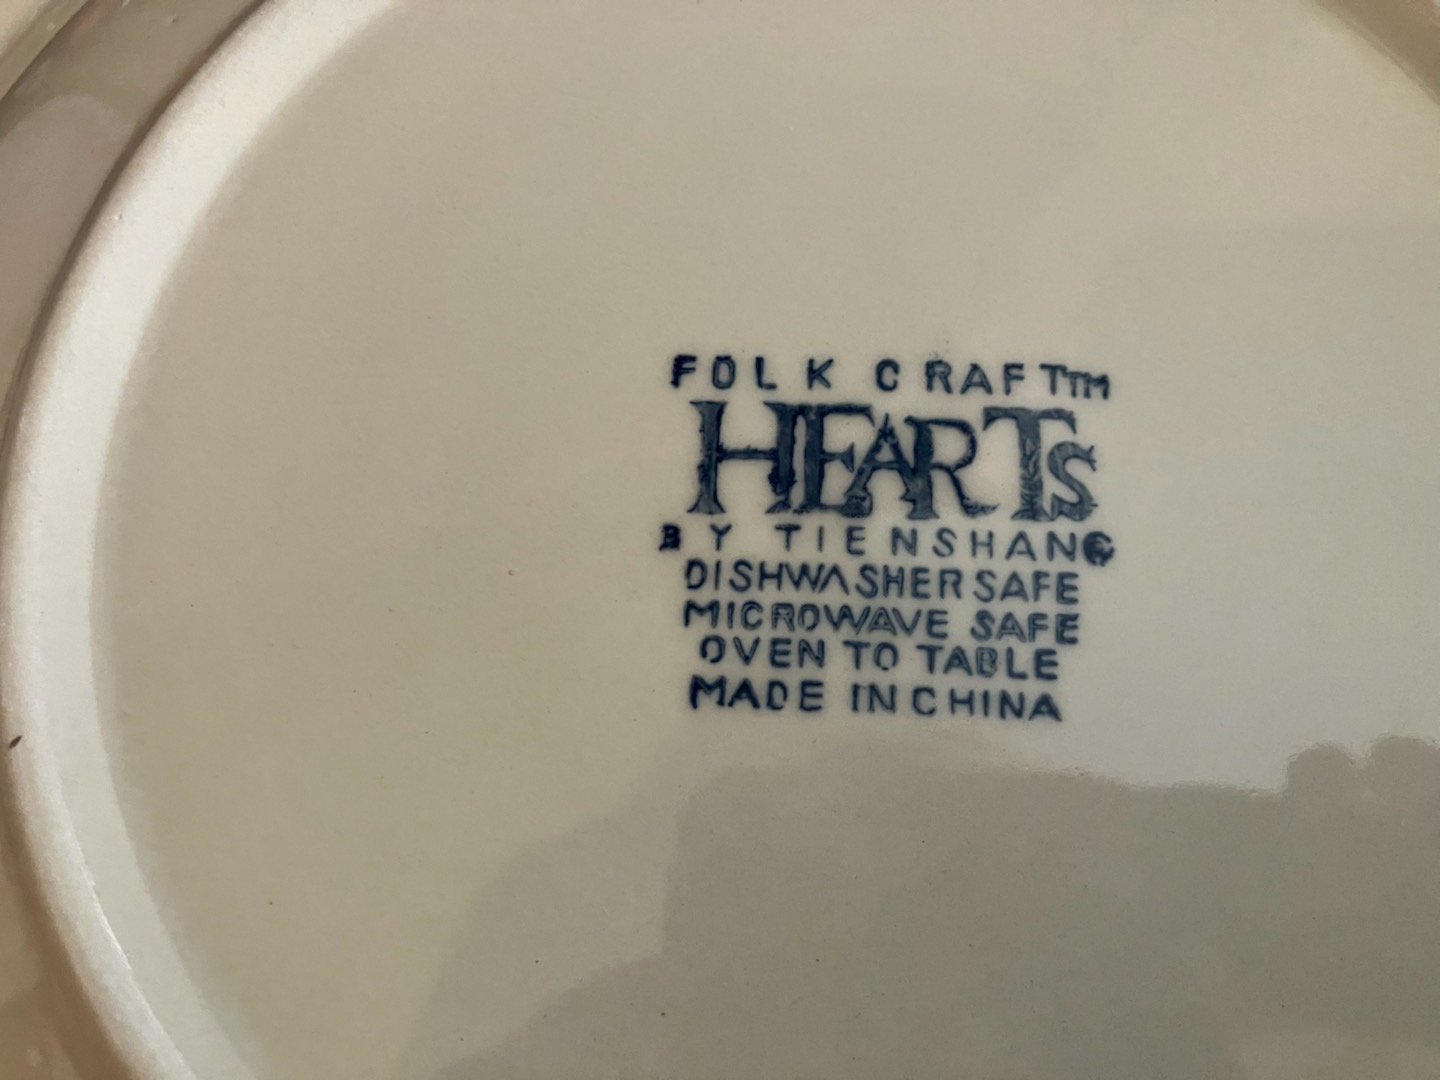 FOLK CRAFT™
HEARTS
BY TIENSHAN©
DISHWASHER SAFE
MICROWAVE SAFE
OVEN TO TABLE
MADE IN CHINA